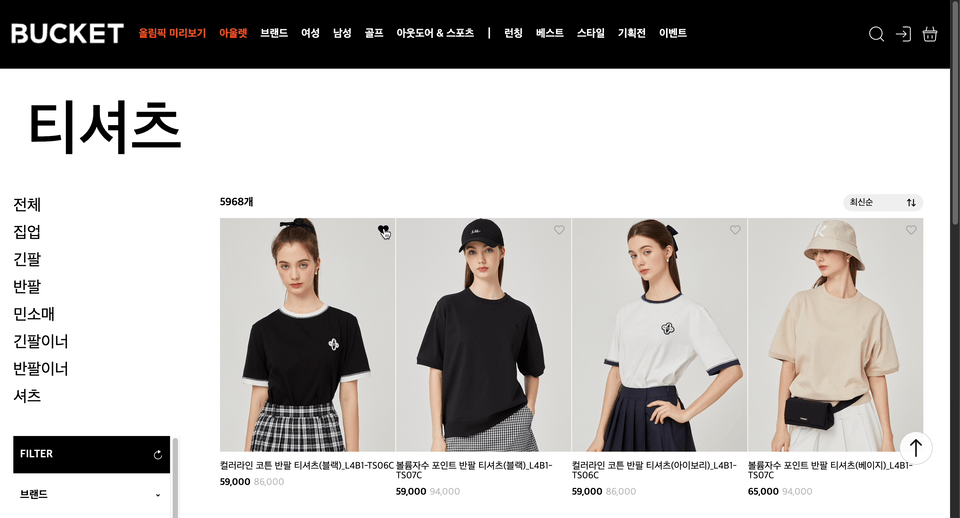 BUCKET 올림픽 미리보기 아울렛 브랜드 여성 남성 골프 아웃도어 & 스포츠 | 런칭 베스트 스타일 기획전 이벤트
티셔츠
전체
집업
긴팔
반팔
민소매
긴팔이너
반팔이너
셔츠
FILTER
브랜드
5968개
최신순
컬러라인 코튼 반팔 티셔츠(블랙)_L4B1-TS06C
59,000 86,000
볼륨자수 포인트 반팔 티셔츠(블랙)_L4B1-
TS07C
59,000 94,000
컬러라인 코튼 반팔 티셔츠(아이보리)_L4B1-
TS06C
59,000 86,000
볼륨자수 포인트 반팔 티셔츠(베이지)_L4B1-
TS07C
65,000 94,000